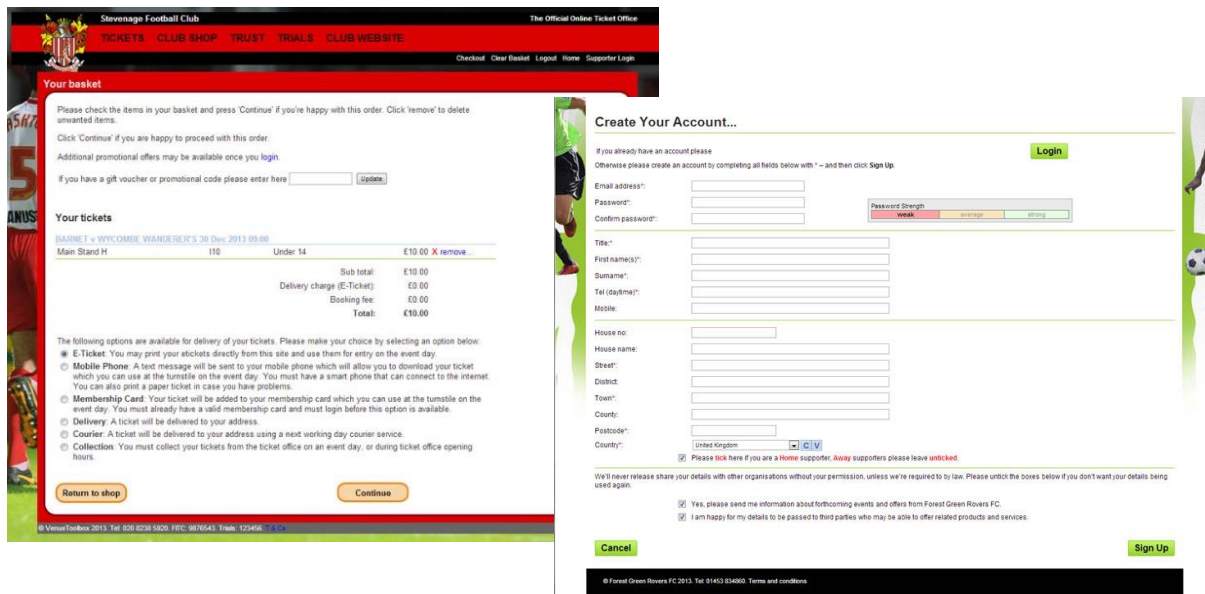 Stevenage Football Club
The Official Online Ticket Office
TICKETS CLUB SHOP TRUST TRIALS CLUB WEBSITE
Checkout Clear Basket Logout Home Supporter Login
Your basket
Please check the items in your basket and press 'Continue' if you're happy with this order. Click 'remove' to delete
unwanted items.
Click 'Continue' if you are happy to proceed with this order.
Additional promotional offers may be available once you login.
If you have a gift voucher or promotional code please enter here Update
Your tickets
BARNET v WYCOMBE WANDERER'S 30 Dec 2013 09:00
Main Stand H I10 Under 14 £10.00 X remove...
Sub total: £10.00
Delivery charge (E-Ticket): £0.00
Booking fee: £0.00
Total: £10.00
The following options are available for delivery of your tickets. Please make your choice by selecting an option below:
E-Ticket: You may print your etickets directly from this site and use them for entry on the event day.
Mobile Phone: A text message will be sent to your mobile phone which will allow you to download your ticket
which you can use at the turnstile on the event day. You must have a smart phone that can connect to the internet.
You can also print a paper ticket in case you have problems.
Membership Card: Your ticket will be added to your membership card which you can use at the turnstile on the
event day. You must already have a valid membership card and must login before this option is available.
Delivery: A ticket will be delivered to your address.
Courier: A ticket will be delivered to your address using a next working day courier service.
Collection: You must collect your tickets from the ticket office on an event day, or during ticket office opening
hours.
Return to shop
Continue
© VenueToolbox 2013. Tel: 020 8238 5920. FITC: 9876543. Trials: 123456. T & Cs
Create Your Account...
If you already have an account please
Login
Otherwise please create an account by completing all fields below with * – and then click Sign Up.
Email address*:
Password*:
Confirm password*:
Password Strength
weak average strong
Title:*
First name(s)*:
Surname*:
Tel (daytime)*:
Mobile:
House no:
House name:
Street*:
District:
Town*:
County:
Postcode*:
Country*: United Kingdom C V
Please tick here if you are a Home supporter, Away supporters please leave unticked.
We'll never release share your details with other organisations without your permission, unless we're required to by law. Please untick the boxes below if you don't want your details being
used again.
Yes, please send me information about forthcoming events and offers from Forest Green Rovers FC.
I am happy for my details to be passed to third parties who may be able to offer related products and services.
Cancel
Sign Up
© Forest Green Rovers FC 2013. Tel: 01453 834860. Terms and conditions